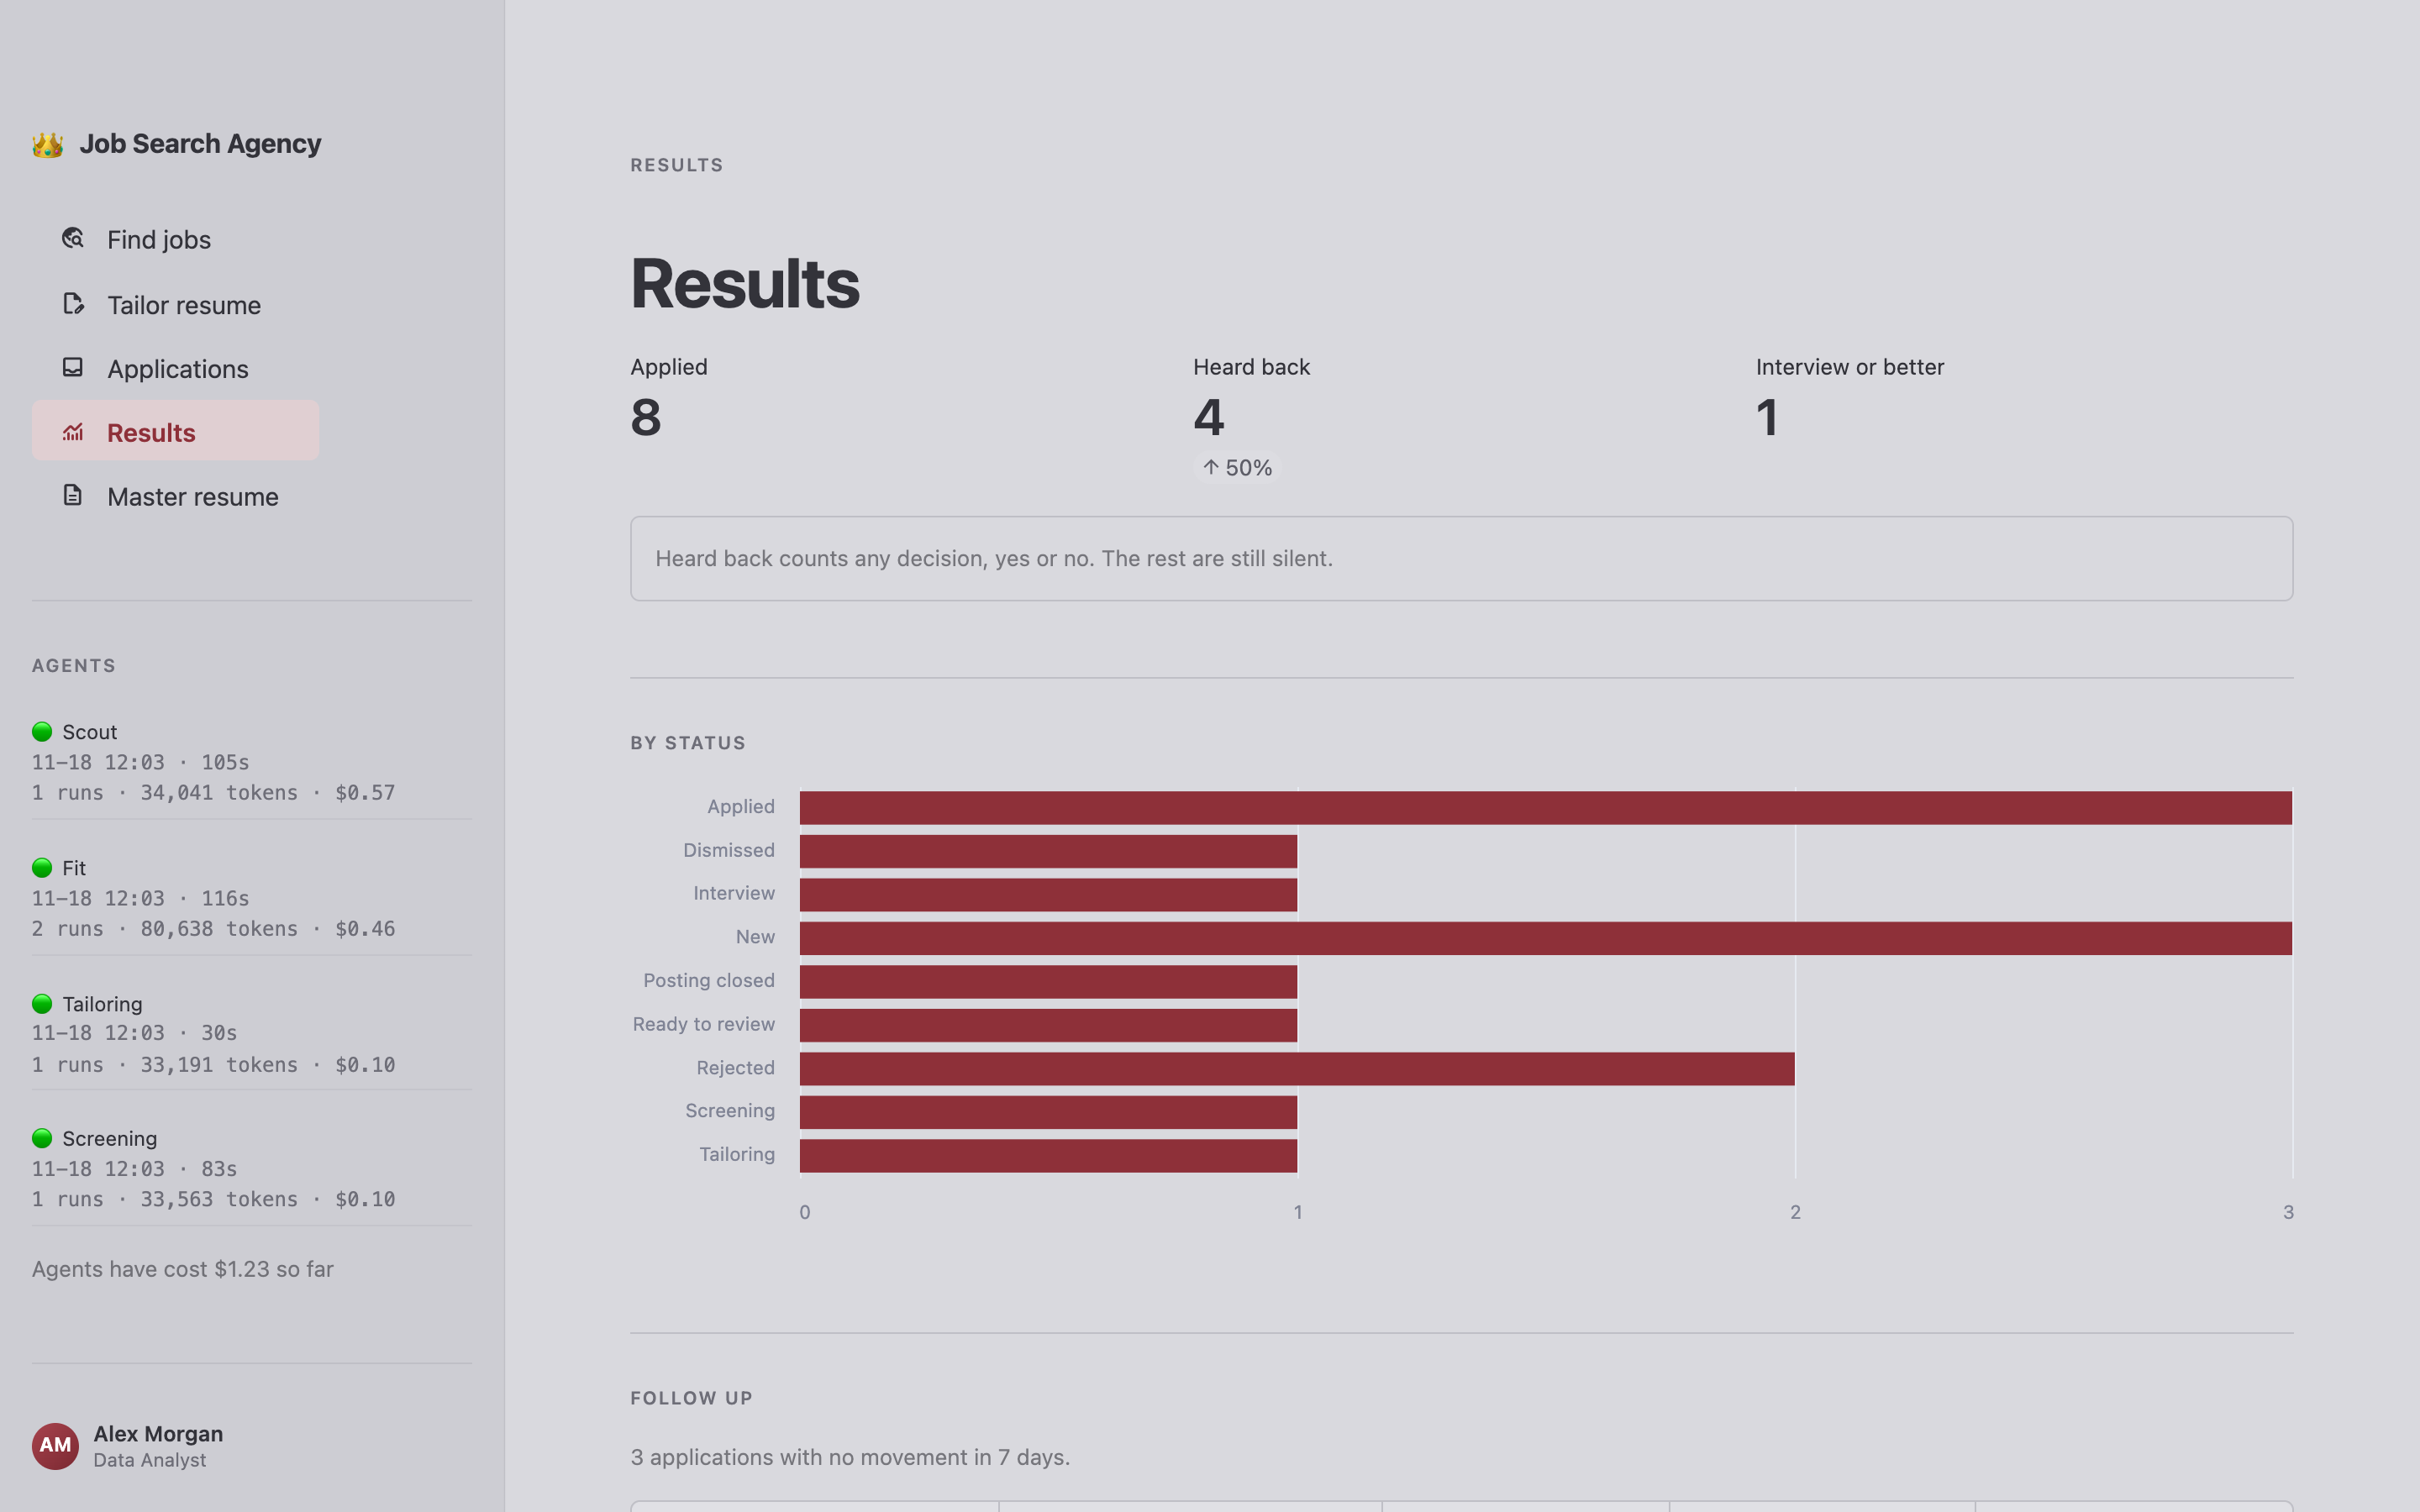 👑 Job Search Agency
Find jobs
Tailor resume
Applications
Results
Master resume
AGENTS
Scout
11-18 12:03 · 105s
1 runs · 34,041 tokens · $0.57
Fit
11-18 12:03 · 116s
2 runs · 80,638 tokens · $0.46
Tailoring
11-18 12:03 · 30s
1 runs · 33,191 tokens · $0.10
Screening
11-18 12:03 · 83s
1 runs · 33,563 tokens · $0.10
Agents have cost $1.23 so far
AM
Alex Morgan
Data Analyst
RESULTS
Results
Applied
8
Heard back
4
↑ 50%
Interview or better
1
Heard back counts any decision, yes or no. The rest are still silent.
BY STATUS
Applied
Dismissed
Interview
New
Posting closed
Ready to review
Rejected
Screening
Tailoring
0 1 2 3
FOLLOW UP
3 applications with no movement in 7 days.